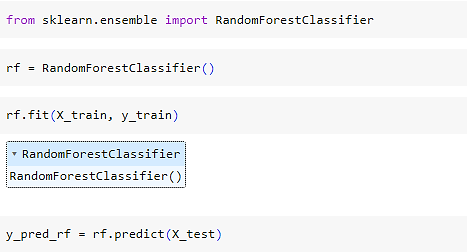 from sklearn.ensemble import RandomForestClassifier
rf = RandomForestClassifier()
rf.fit(X_train, y_train)
▾ RandomForestClassifier
RandomForestClassifier()
y_pred_rf = rf.predict(X_test)